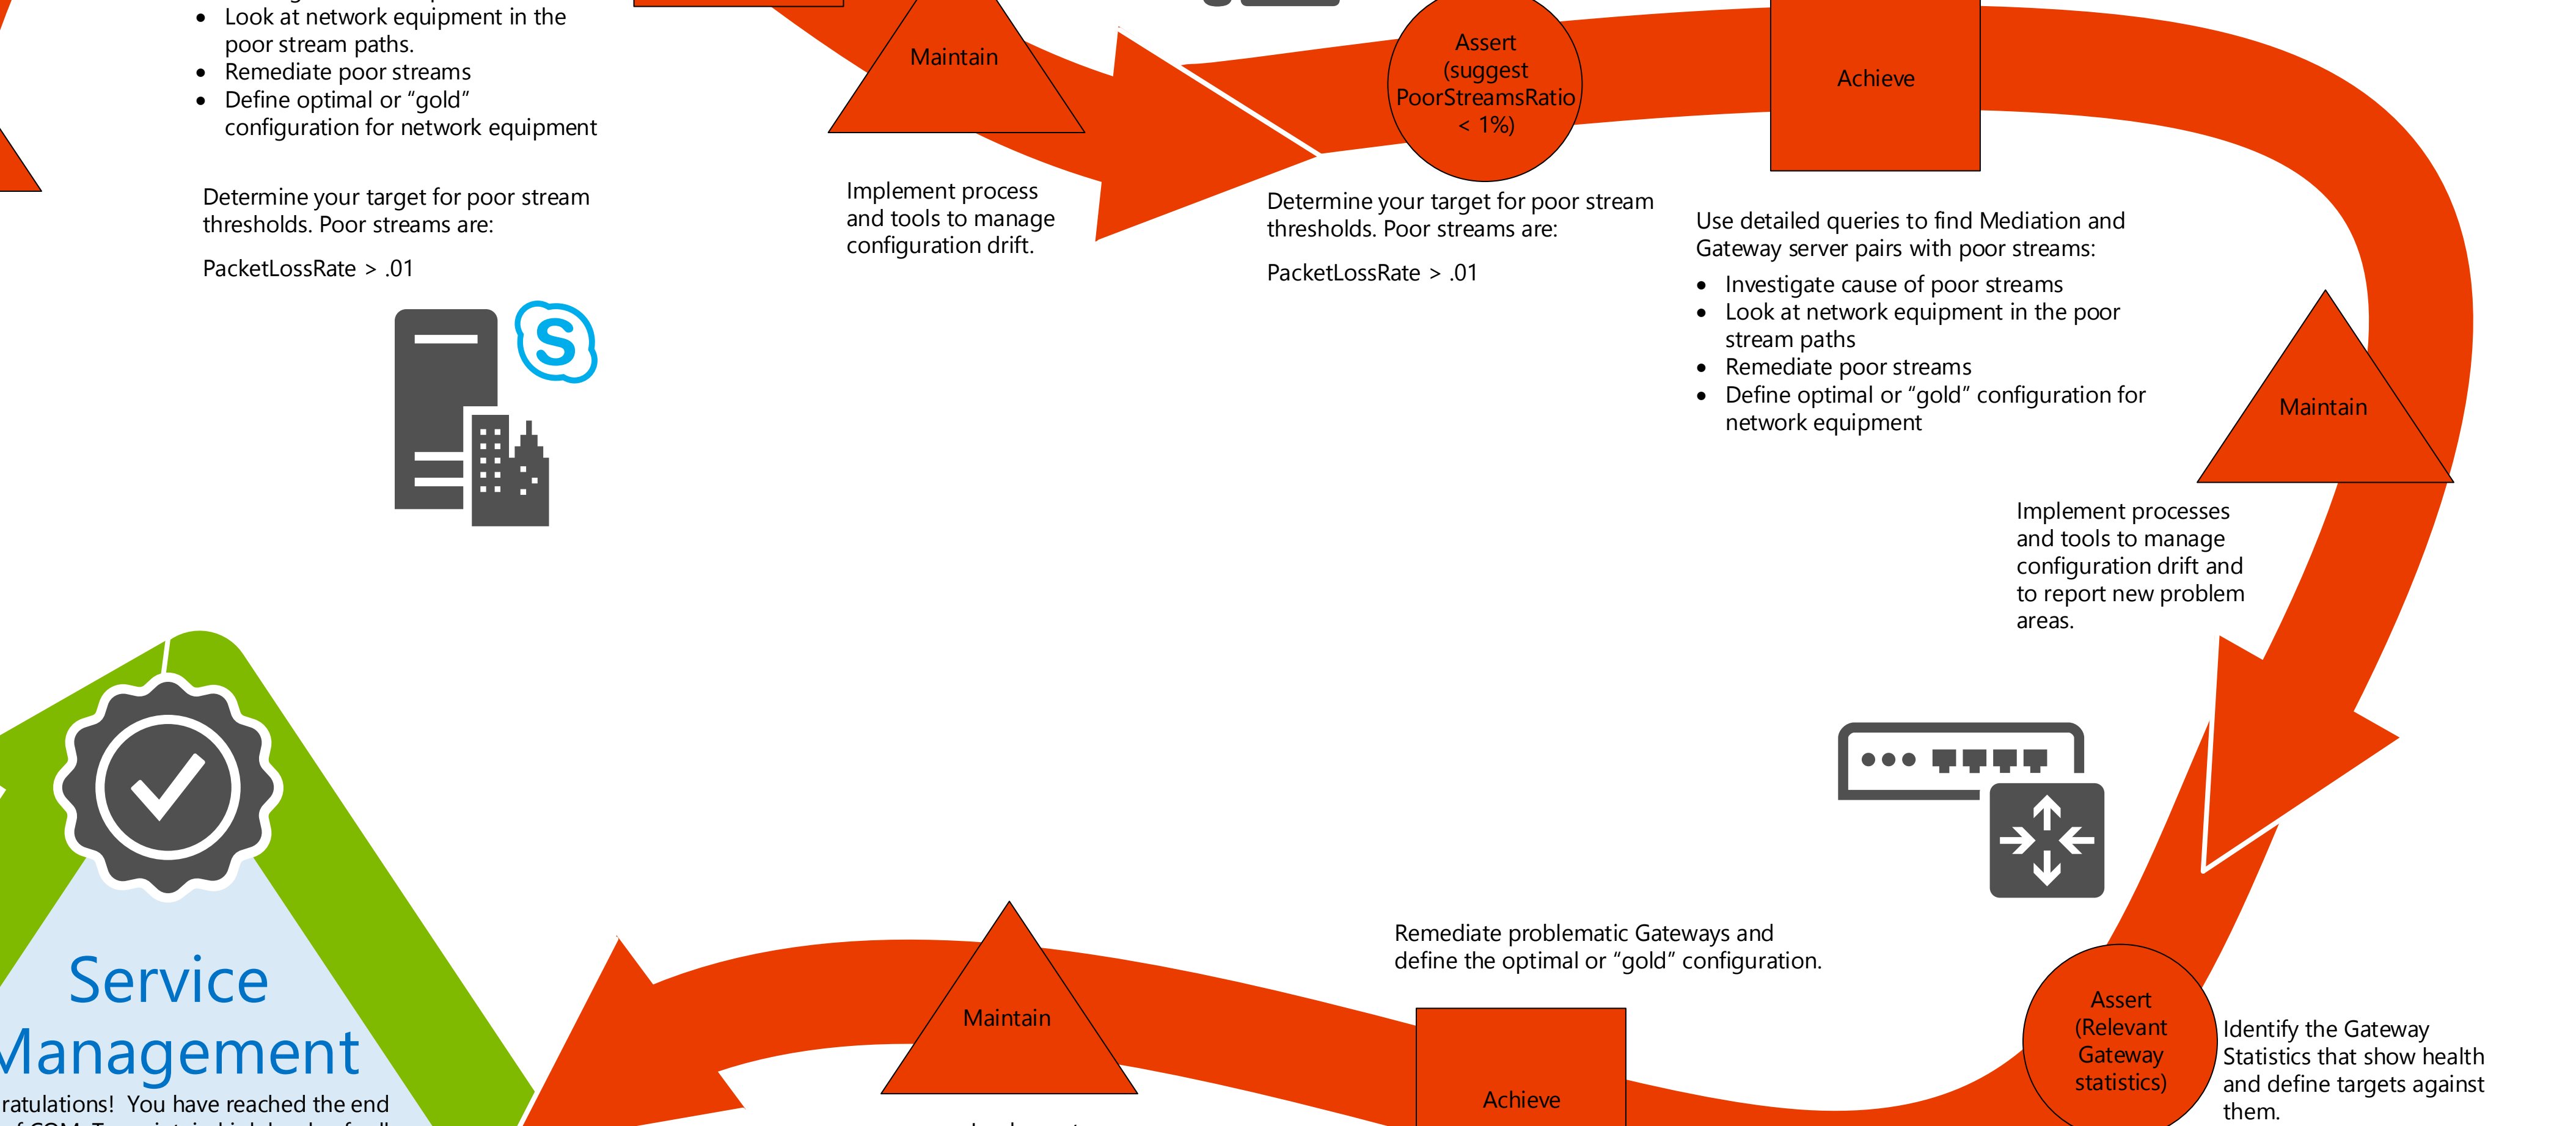 • Look at network equipment in the
poor stream paths.
• Remediate poor streams
• Define optimal or “gold”
configuration for network equipment
Determine your target for poor stream
thresholds. Poor streams are:
PacketLossRate > .01
Maintain
Implement process
and tools to manage
configuration drift.
Assert
(suggest
PoorStreamsRatio
< 1%)
Determine your target for poor stream
thresholds. Poor streams are:
PacketLossRate > .01
Achieve
Use detailed queries to find Mediation and
Gateway server pairs with poor streams:
• Investigate cause of poor streams
• Look at network equipment in the poor
stream paths
• Remediate poor streams
• Define optimal or “gold” configuration for
network equipment
Maintain
Implement processes
and tools to manage
configuration drift and
to report new problem
areas.
Assert
(Relevant
Gateway
statistics)
Identify the Gateway
Statistics that show health
and define targets against
them.
Remediate problematic Gateways and
define the optimal or “gold” configuration.
Achieve
Maintain
Service
Management
ratulations! You have reached the end